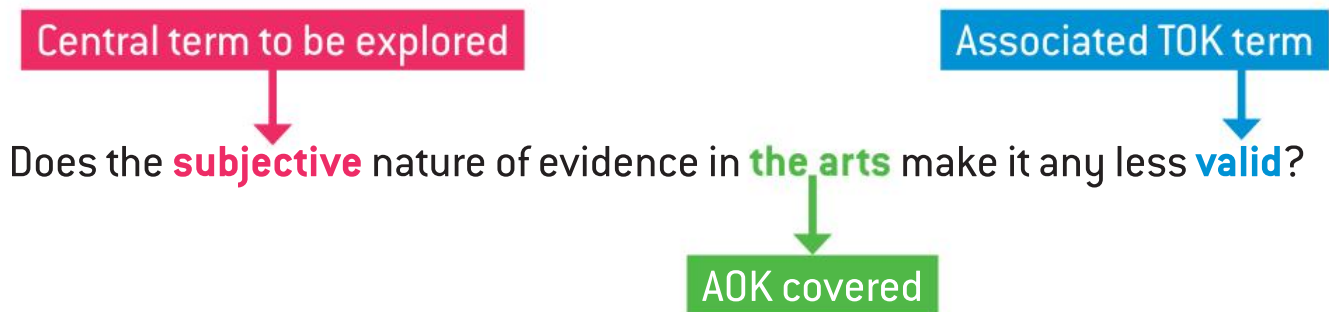 Central term to be explored
Associated TOK term
Does the subjective nature of evidence in the arts make it any less valid?
AOK covered